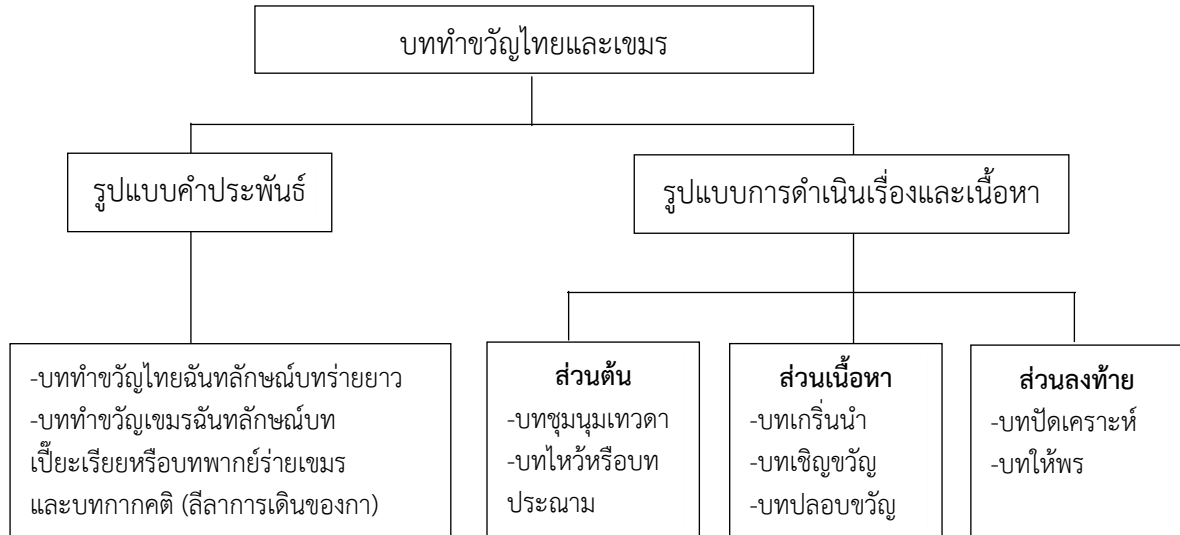 บททำขวัญไทยและเขมร
รูปแบบคำประพันธ์
รูปแบบการดำเนินเรื่องและเนื้อหา
-บททำขวัญไทยฉันทลักษณ์บทร่ายยาว
-บททำขวัญเขมรฉันทลักษณ์บท
เปี๊ยะเรียยหรือบทพากย์ร่ายเขมร
และบทกากคติ (ลีลาการเดินของกา)
ส่วนต้น
-บทชุมนุมเทวดา
-บทไหว้หรือบท
ประณาม
ส่วนเนื้อหา
-บทเกริ่นนำ
-บทเชิญขวัญ
-บทปลอบขวัญ
ส่วนลงท้าย
-บทปัดเคราะห์
-บทให้พร